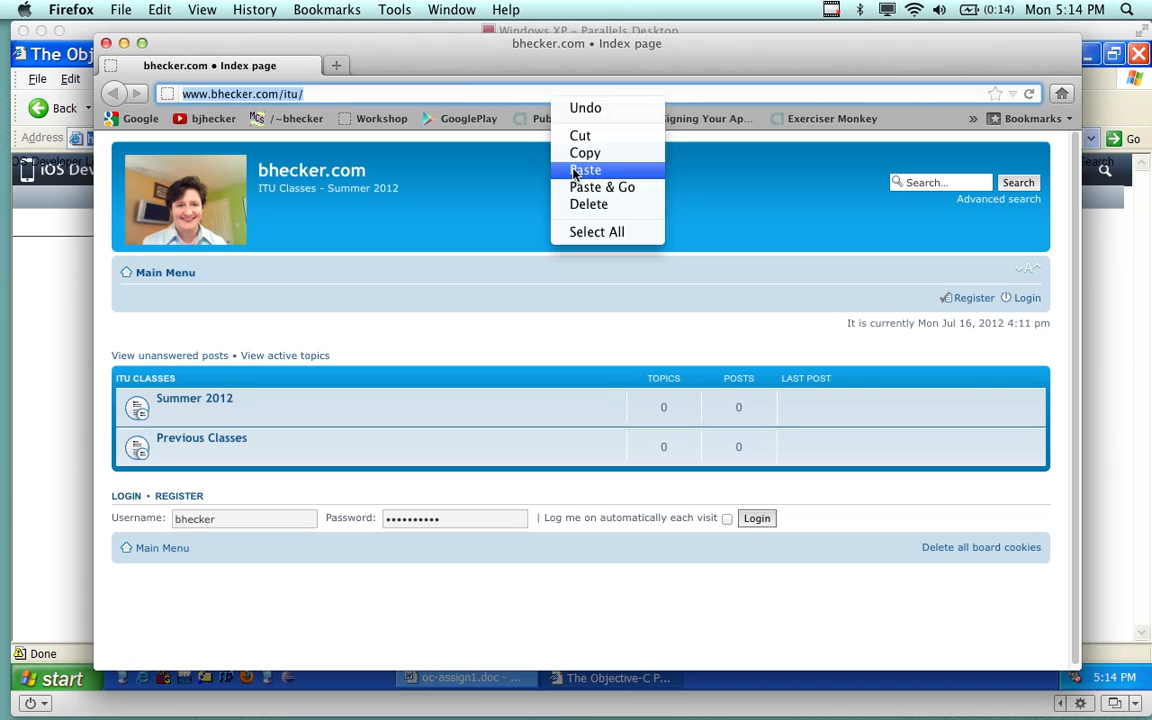 Firefox File Edit View History Bookmarks Tools Window Help (0:14) Mon 5:14 PM
Windows XP - Parallels Desktop
The Obj
bhecker.com • Index page
bhecker.com • Index page
File Edit
Back
www.bhecker.com/itu/
Address
Go
Google bjhecker /~bhecker Workshop GooglePlay Pub igning Your Ap... Exerciser Monkey » Bookmarks
iOS Dev
Search
Undo
Cut
Copy
Paste
Paste & Go
Delete
Select All
bhecker.com
ITU Classes - Summer 2012
Search... Search
Advanced search
Main Menu
Register Login
It is currently Mon Jul 16, 2012 4:11 pm
View unanswered posts • View active topics
ITU CLASSES TOPICS POSTS LAST POST
Summer 2012 0 0
Previous Classes 0 0
LOGIN • REGISTER
Username: bhecker Password: •••••••••• | Log me on automatically each visit Login
Main Menu Delete all board cookies
Done
start oc-assign1.doc - ... The Objective-C P... 5:14 PM